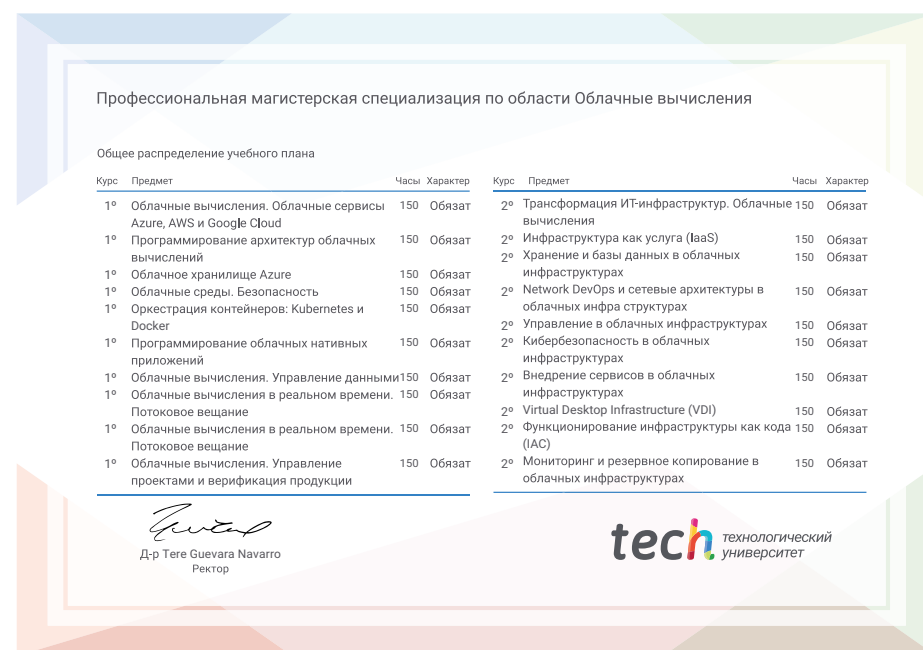 Профессиональная магистерская специализация по области Облачные вычисления
Общее распределение учебного плана
Курс Предмет Часы Характер
1º Облачные вычисления. Облачные сервисы 150 Обязат
Azure, AWS и Google Cloud
1º Программирование архитектур облачных 150 Обязат
вычислений
1º Облачное хранилище Azure 150 Обязат
1º Облачные среды. Безопасность 150 Обязат
1º Оркестрация контейнеров: Kubernetes и 150 Обязат
Docker
1º Программирование облачных нативных 150 Обязат
приложений
1º Облачные вычисления. Управление данными 150 Обязат
1º Облачные вычисления в реальном времени. 150 Обязат
Потоковое вещание
1º Облачные вычисления в реальном времени. 150 Обязат
Потоковое вещание
1º Облачные вычисления. Управление 150 Обязат
проектами и верификация продукции
Курс Предмет Часы Характер
2º Трансформация ИТ-инфраструктур. Облачные 150 Обязат
вычисления
2º Инфраструктура как услуга (IaaS) 150 Обязат
2º Хранение и базы данных в облачных 150 Обязат
инфраструктурах
2º Network DevOps и сетевые архитектуры в 150 Обязат
облачных инфра структурах
2º Управление в облачных инфраструктурах 150 Обязат
2º Кибербезопасность в облачных 150 Обязат
инфраструктурах
2º Внедрение сервисов в облачных 150 Обязат
инфраструктурах
2º Virtual Desktop Infrastructure (VDI) 150 Обязат
2º Функционирование инфраструктуры как кода 150 Обязат
(IAC)
2º Мониторинг и резервное копирование в 150 Обязат
облачных инфраструктурах
Д-р Tere Guevara Navarro
Ректор
tech технологический
университет